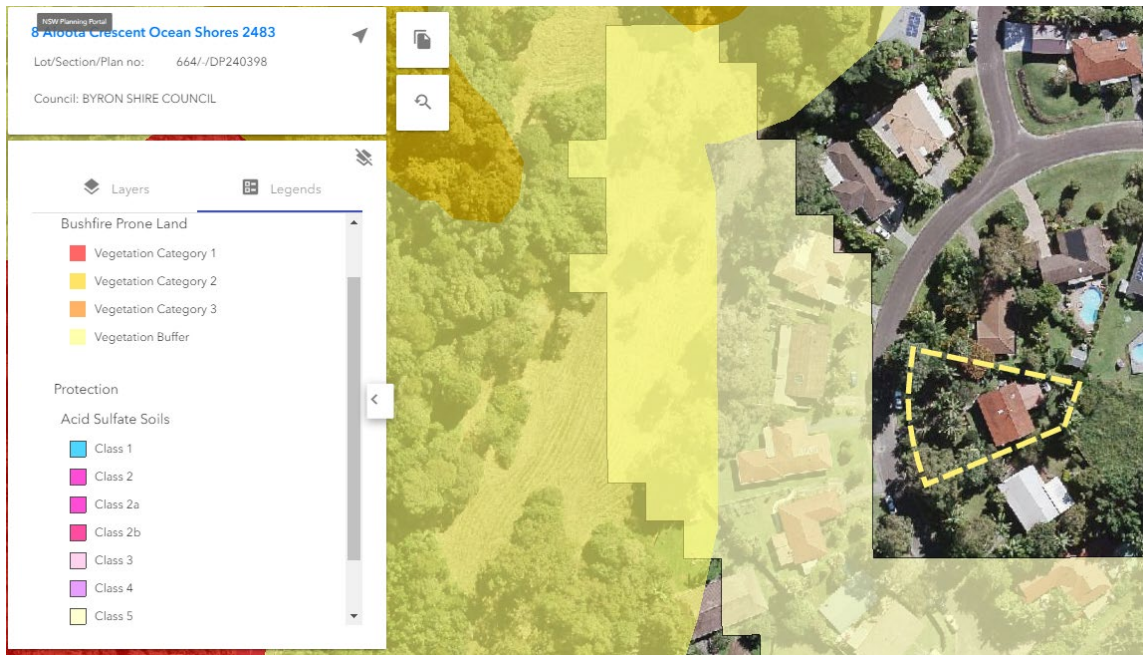 NSW Planning Portal
8 Aloota Crescent Ocean Shores 2483
Lot/Section/Plan no: 664/-/DP240398
Council: BYRON SHIRE COUNCIL
Layers Legends
Bushfire Prone Land
Vegetation Category 1
Vegetation Category 2
Vegetation Category 3
Vegetation Buffer
Protection
Acid Sulfate Soils
Class 1
Class 2
Class 2a
Class 2b
Class 3
Class 4
Class 5